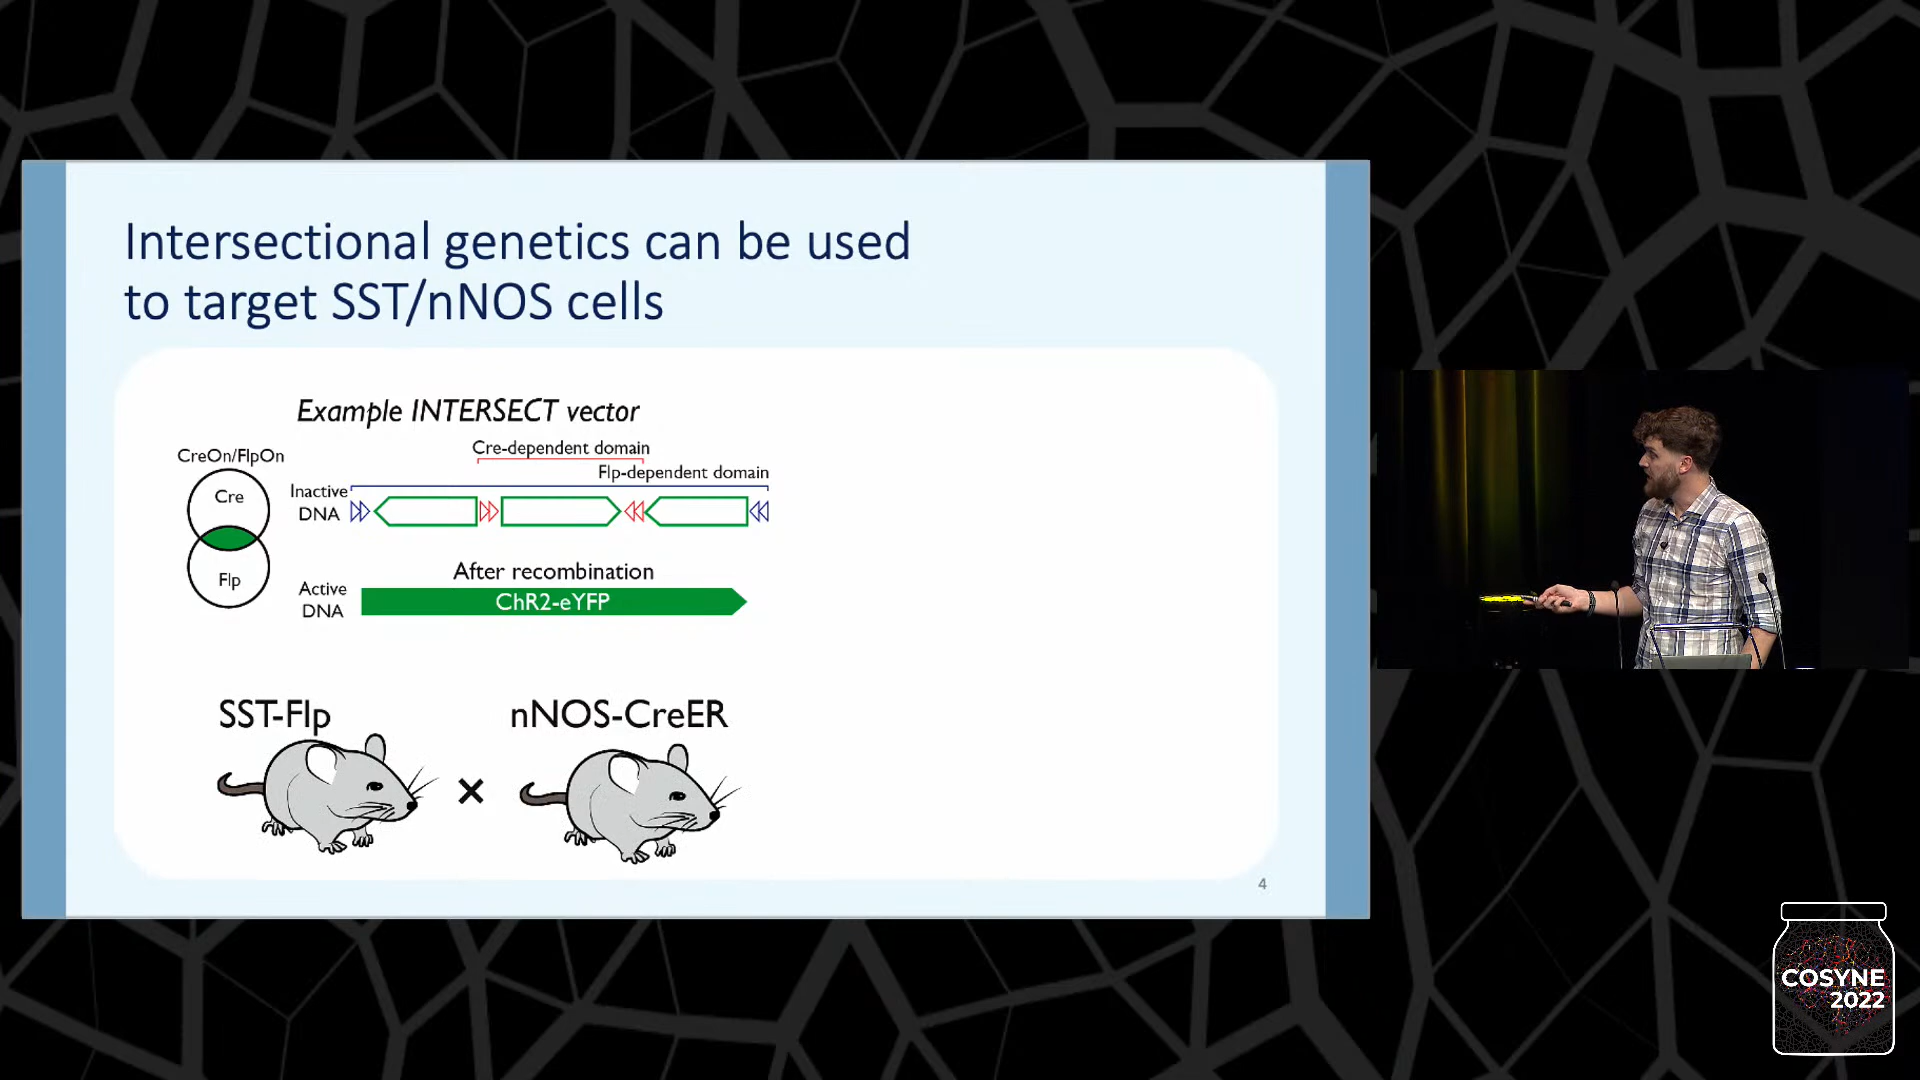 Intersectional genetics can be used
to target SST/nNOS cells
Example INTERSECT vector
Cre-dependent domain
CreOn/FlpOn
Flp-dependent domain
Cre
Inactive
DNA
After recombination
Flp
Active
DNA
ChR2-eYFP
SST-Flp
nNOS-CreER
×
4
COSYNE
2022